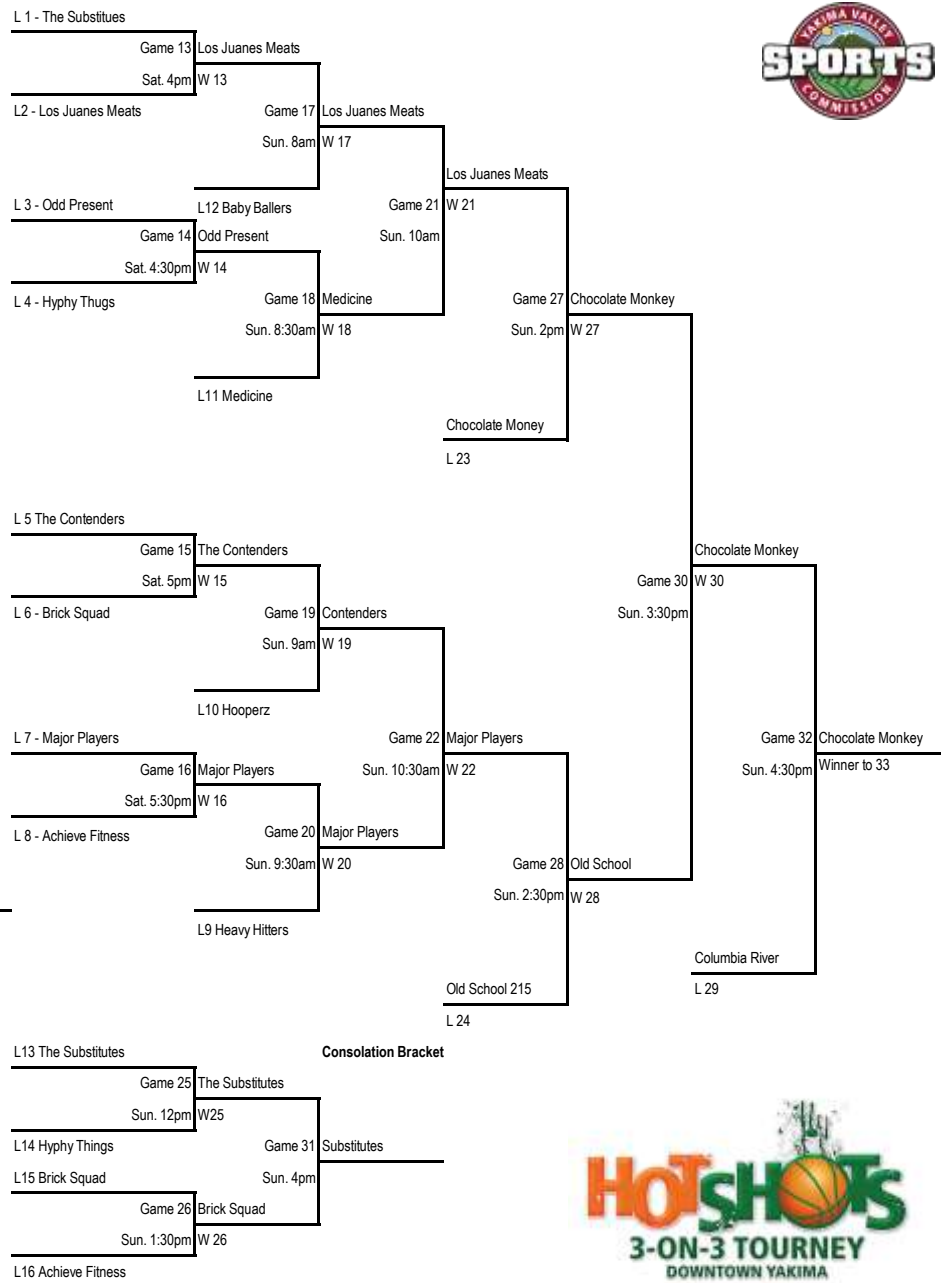 L 1 - The Substitues
YAKIMA VALLEY
SPORTS
COMMISSION
Game 13 Los Juanes Meats
Sat. 4pm W 13
L2 - Los Juanes Meats
Game 17 Los Juanes Meats
Sun. 8am W 17
Los Juanes Meats
L 3 - Odd Present
L12 Baby Ballers
Game 21 W 21
Game 14 Odd Present
Sun. 10am
Sat. 4:30pm W 14
L 4 - Hyphy Thugs
Game 18 Medicine
Game 27 Chocolate Monkey
Sun. 8:30am W 18
Sun. 2pm W 27
L11 Medicine
Chocolate Money
L 23
L 5 The Contenders
Game 15 The Contenders
Chocolate Monkey
Sat. 5pm W 15
Game 30 W 30
L 6 - Brick Squad
Game 19 Contenders
Sun. 3:30pm
Sun. 9am W 19
L10 Hooperz
L 7 - Major Players
Game 22 Major Players
Game 32 Chocolate Monkey
Game 16 Major Players
Sun. 10:30am W 22
Sun. 4:30pm Winner to 33
Sat. 5:30pm W 16
L 8 - Achieve Fitness
Game 20 Major Players
Sun. 9:30am W 20
Game 28 Old School
Sun. 2:30pm W 28
L9 Heavy Hitters
Columbia River
Old School 215
L 29
L 24
L13 The Substitutes
Consolation Bracket
Game 25 The Substitutes
Sun. 12pm W25
L14 Hyphy Things
Game 31 Substitutes
L15 Brick Squad
Sun. 4pm
Game 26 Brick Squad
Sun. 1:30pm W 26
L16 Achieve Fitness
HOTSHOTS
3-ON-3 TOURNEY
DOWNTOWN YAKIMA